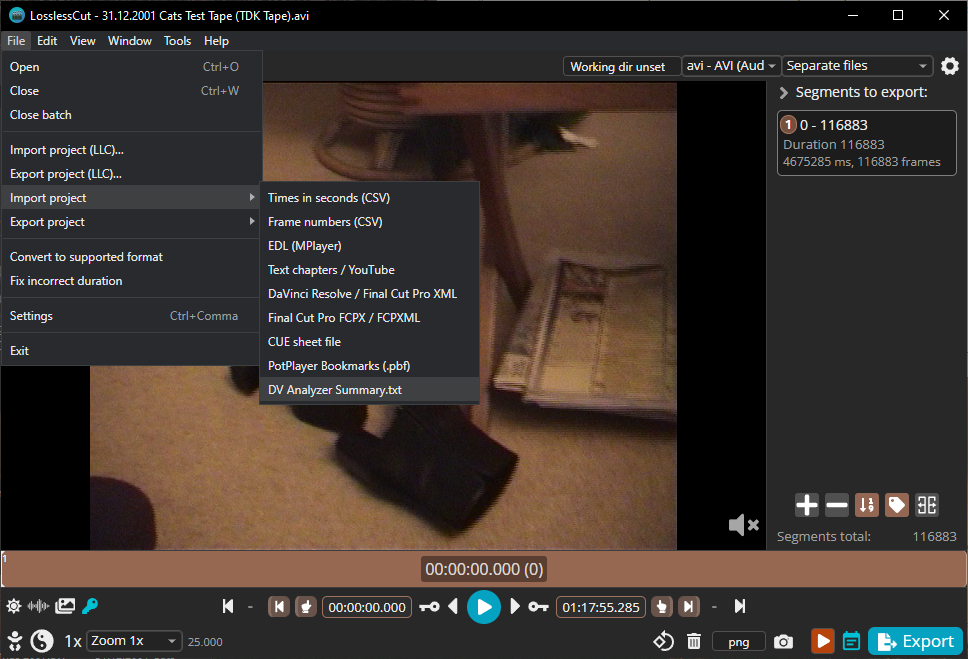 LosslessCut - 31.12.2001 Cats Test Tape (TDK Tape).avi
File Edit View Window Tools Help
Open Ctrl+O
Close Ctrl+W
Close batch
Import project (LLC)...
Export project (LLC)...
Import project
Export project
Convert to supported format
Fix incorrect duration
Settings Ctrl+Comma
Exit
Times in seconds (CSV)
Frame numbers (CSV)
EDL (MPlayer)
Text chapters / YouTube
DaVinci Resolve / Final Cut Pro XML
Final Cut Pro FCPX / FCPXML
CUE sheet file
PotPlayer Bookmarks (.pbf)
DV Analyzer Summary.txt
Working dir unset
avi - AVI (Aud
Separate files
Segments to export:
1 0 - 116883
Duration 116883
4675285 ms, 116883 frames
Segments total: 116883
1
00:00:00.000 (0)
00:00:00.000
01:17:55.285
1x Zoom 1x 25.000
png
Export